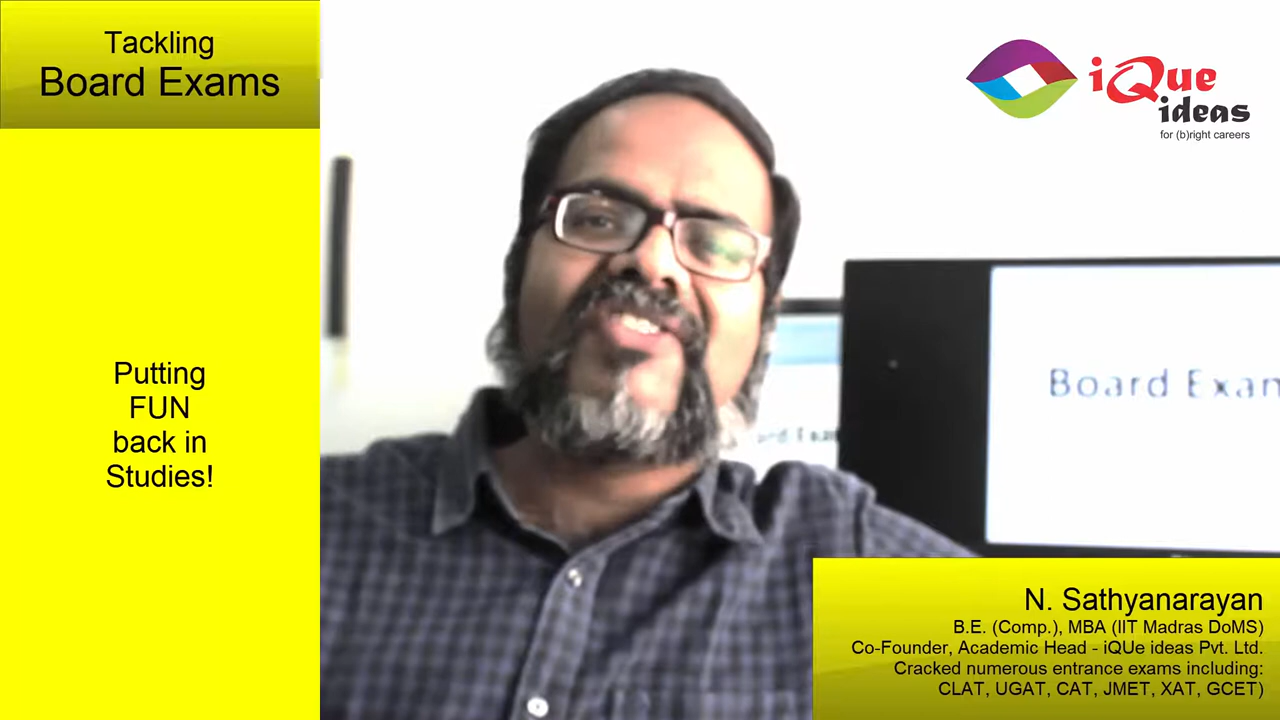 Tackling
Board Exams
iQue
ideas
for (b)right careers
Board Exam
Putting
FUN
back in
Studies!
N. Sathyanarayan
B.E. (Comp.), MBA (IIT Madras DoMS)
Co-Founder, Academic Head - iQUe ideas Pvt. Ltd.
Cracked numerous entrance exams including:
CLAT, UGAT, CAT, JMET, XAT, GCET)